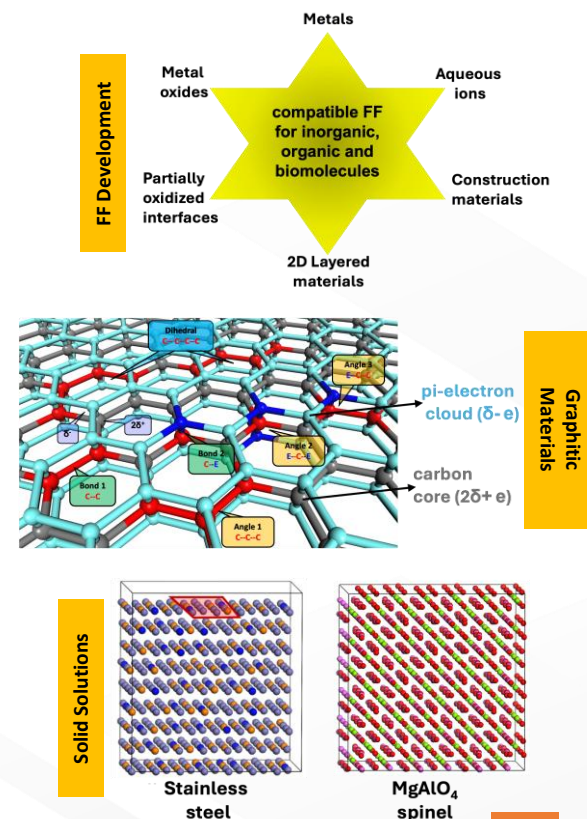 FF Development
Metals
Metal
oxides
Aqueous
ions
compatible FF
for inorganic,
organic and
biomolecules
Partially
oxidized
interfaces
Construction
materials
2D Layered
materials
Graphitic
Materials
Dihedral
C--C--C--C
Angle 3
E--C--C
δ-
2δ+
Bond 2
C--E
Angle 2
E--C--E
Bond 1
C--C
Angle 1
C--C--C
pi-electron
cloud (δ- e)
carbon
core (2δ+ e)
Solid Solutions
Stainless
steel
MgAlO₄
spinel